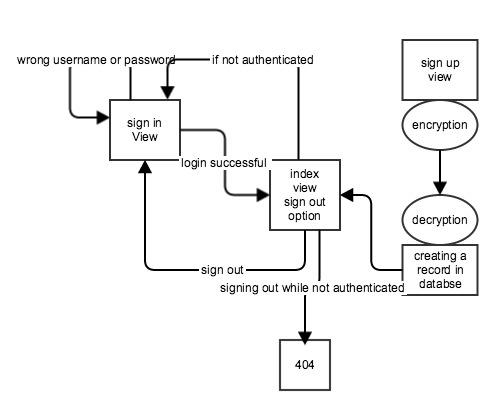 wrong username or password
if not authenticated
sign up
view
sign in
View
encryption
login successful
index
view
sign out
option
decryption
creating a
record in
databse
sign out
signing out while not authenticated
404